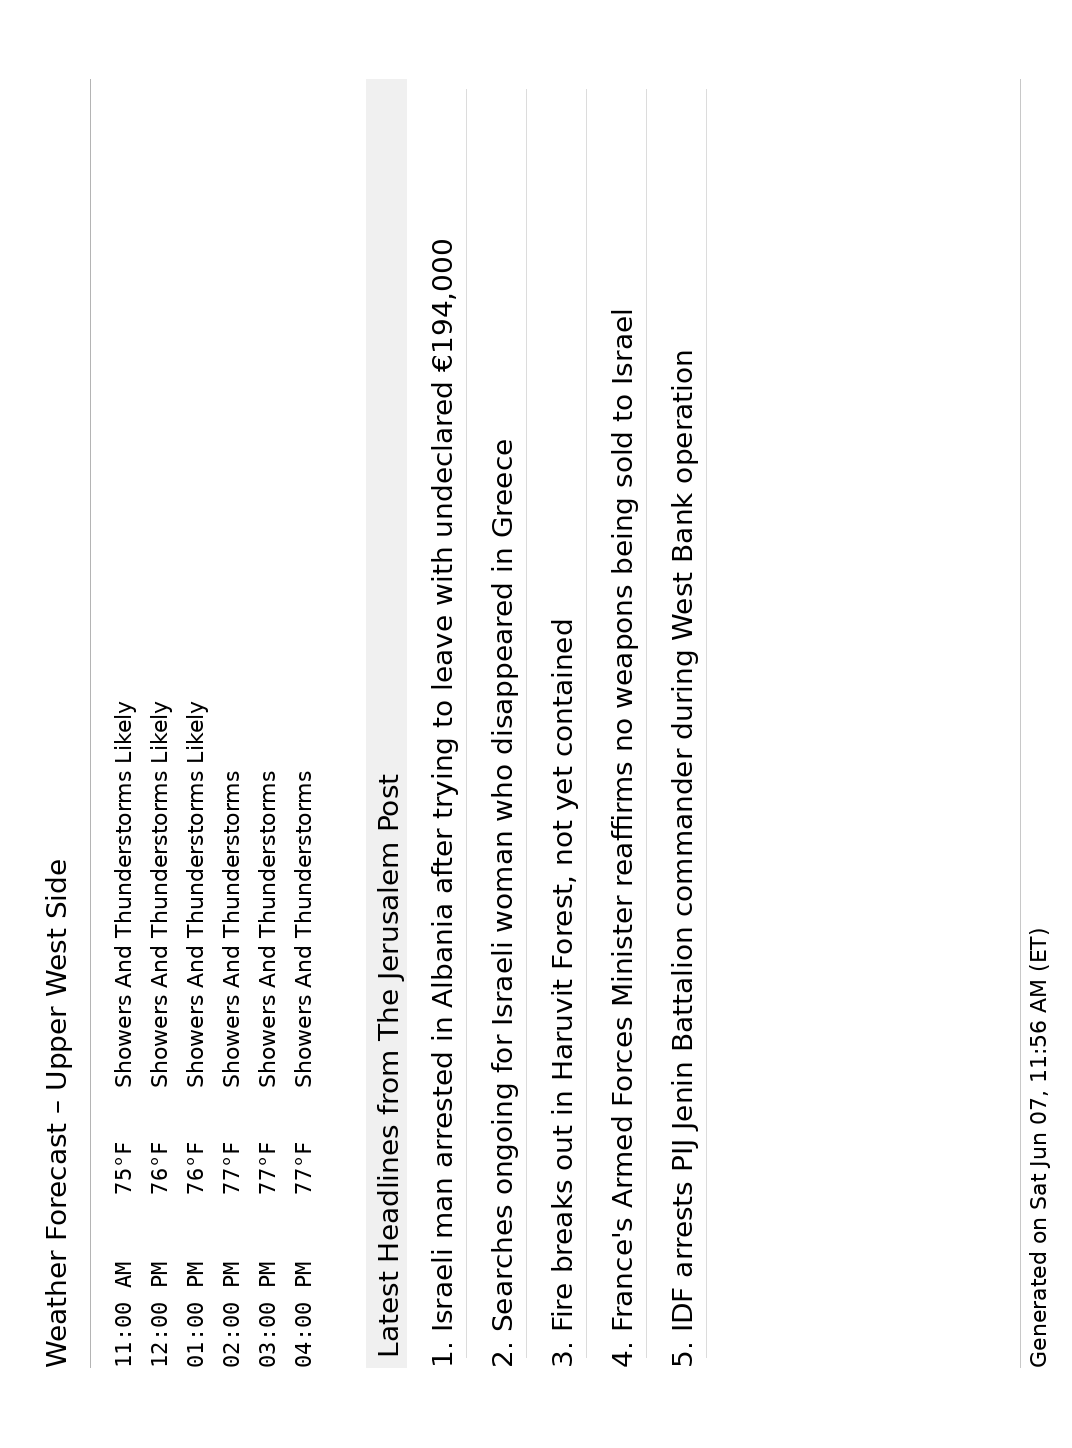 Weather Forecast – Upper West Side
11:00 AM 75°F Showers And Thunderstorms Likely
12:00 PM 76°F Showers And Thunderstorms Likely
01:00 PM 76°F Showers And Thunderstorms Likely
02:00 PM 77°F Showers And Thunderstorms
03:00 PM 77°F Showers And Thunderstorms
04:00 PM 77°F Showers And Thunderstorms
Latest Headlines from The Jerusalem Post
1. Israeli man arrested in Albania after trying to leave with undeclared €194,000
2. Searches ongoing for Israeli woman who disappeared in Greece
3. Fire breaks out in Haruvit Forest, not yet contained
4. France's Armed Forces Minister reaffirms no weapons being sold to Israel
5. IDF arrests PIJ Jenin Battalion commander during West Bank operation
Generated on Sat Jun 07, 11:56 AM (ET)